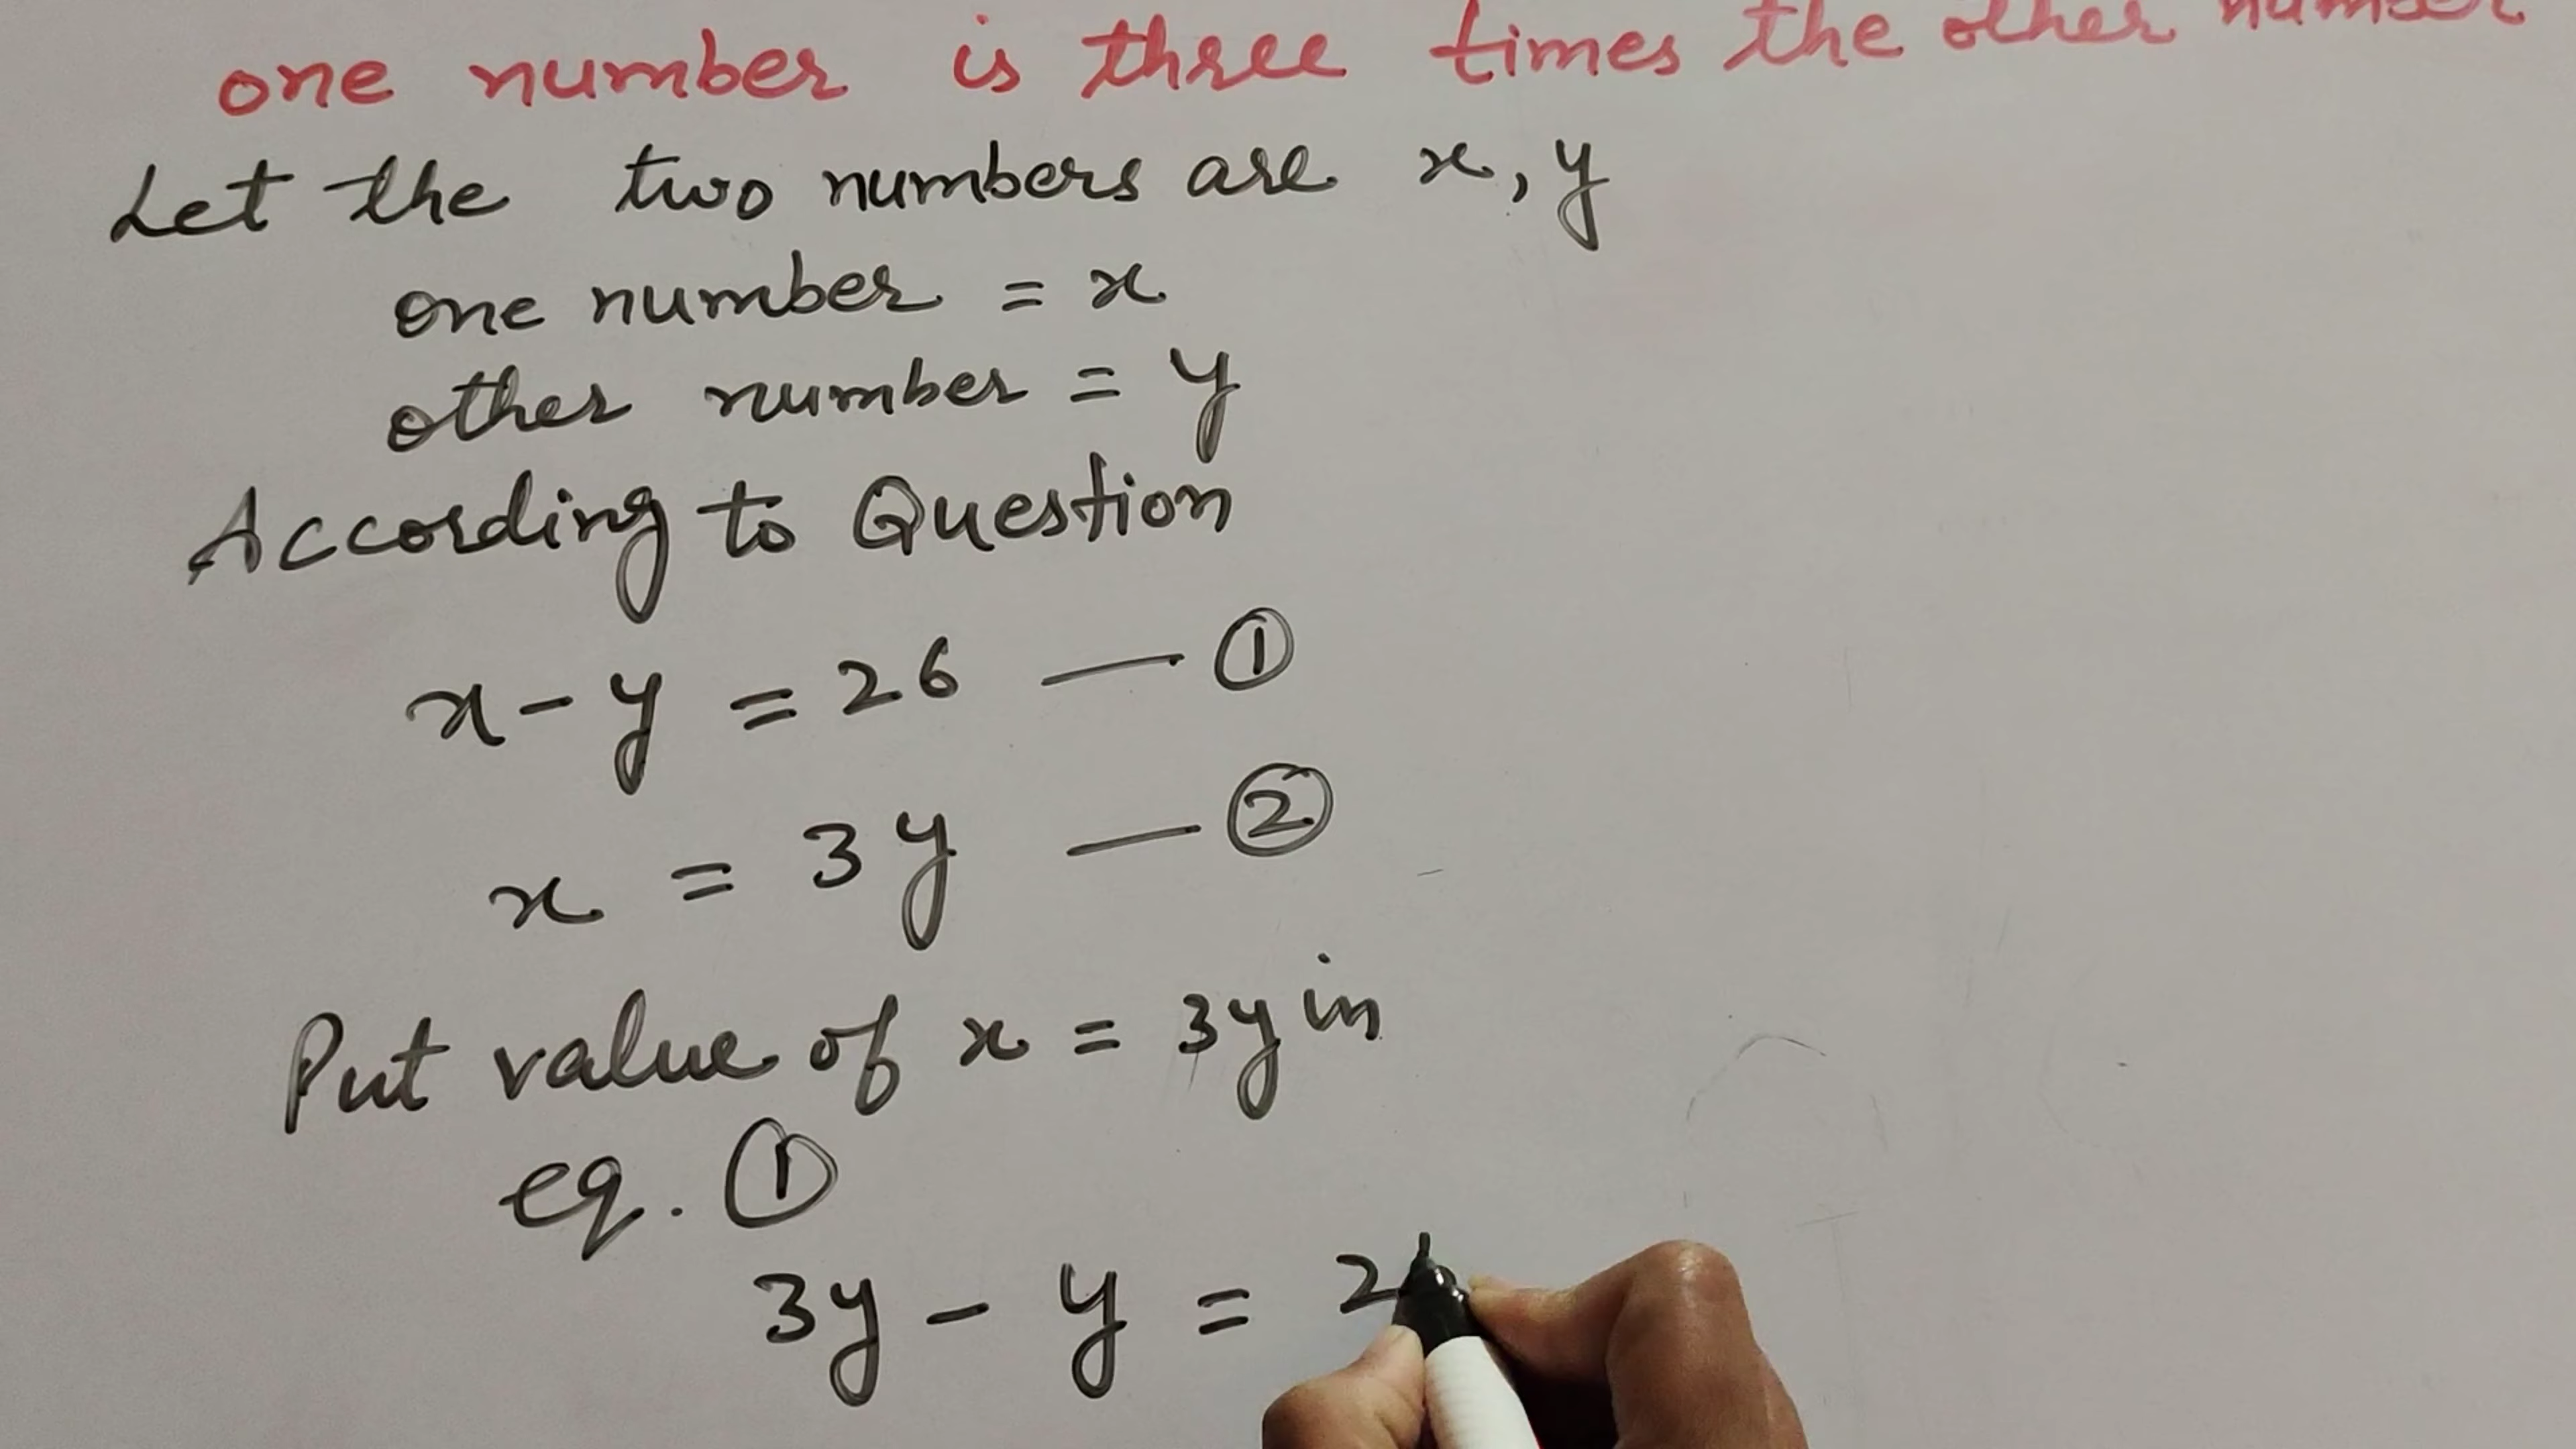 one number is three times the other number
Let the two numbers are x, y
one number = x
other number = y
According to Question
x - y = 26 — ①
x = 3y — ②
Put value of x = 3y in
eq. ①
3y - y = 2